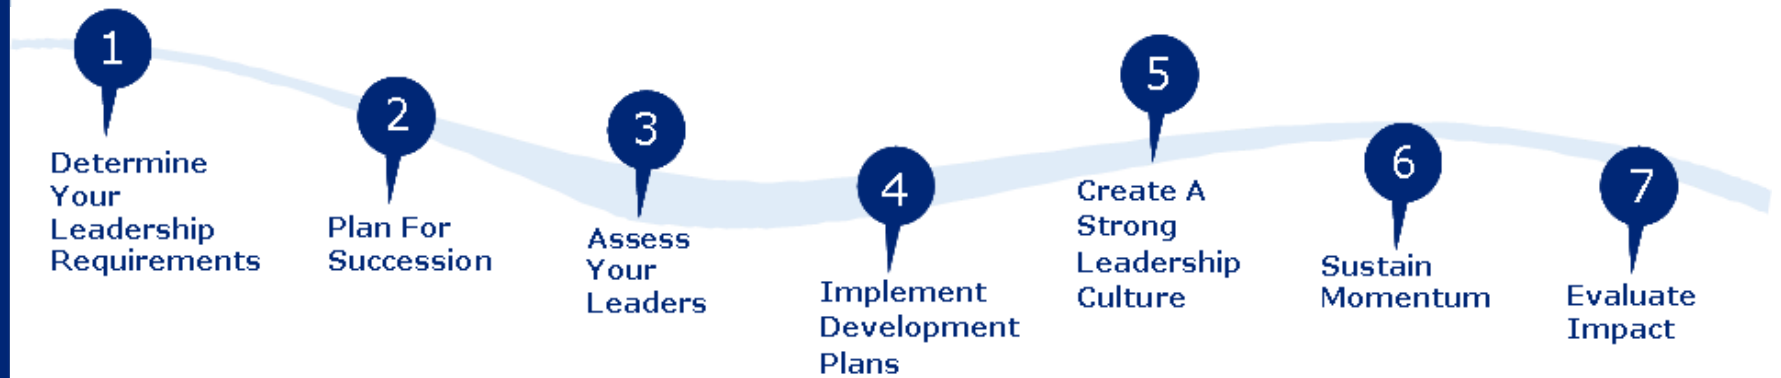 1
Determine
Your
Leadership
Requirements
2
Plan For
Succession
3
Assess
Your
Leaders
4
Implement
Development
Plans
5
Create A
Strong
Leadership
Culture
6
Sustain
Momentum
7
Evaluate
Impact